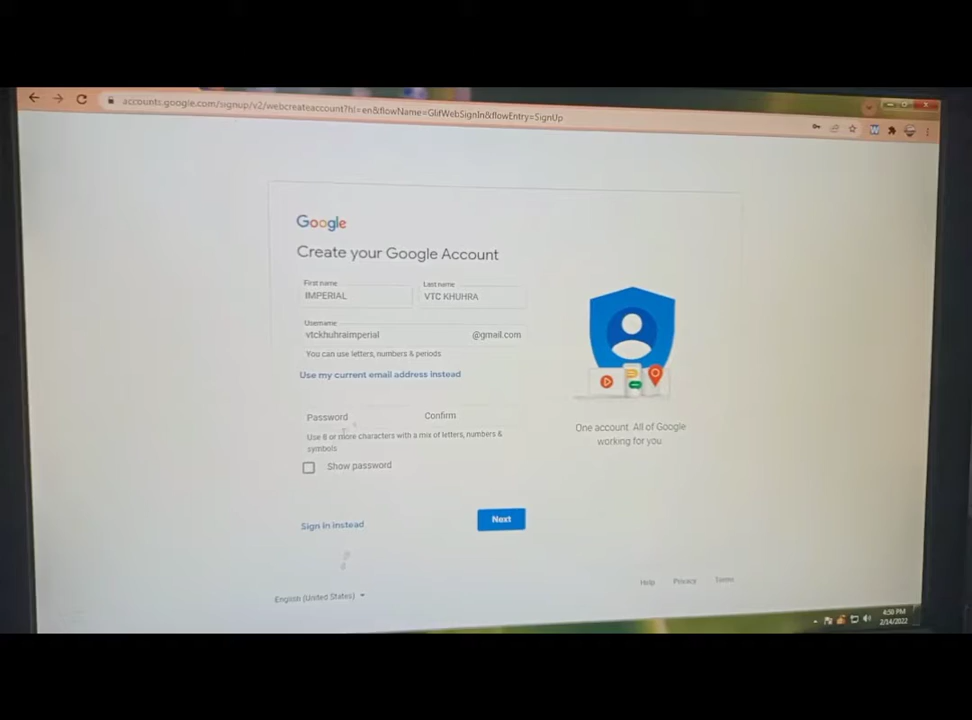 accounts.google.com/signup/v2/webcreateaccount?hl=en&flowName=GlifWebSignIn&flowEntry=SignUp
W
Google
Create your Google Account
First name
Last name
IMPERIAL
VTC KHUHRA
Username
vtckhuhraimperial
@gmail.com
You can use letters, numbers & periods
Use my current email address instead
Password
Confirm
Use 8 or more characters with a mix of letters, numbers &
symbols
Show password
One account. All of Google
working for you.
Sign in instead
Next
English (United States)
Help
Privacy
Terms
4:50 PM
2/14/2022